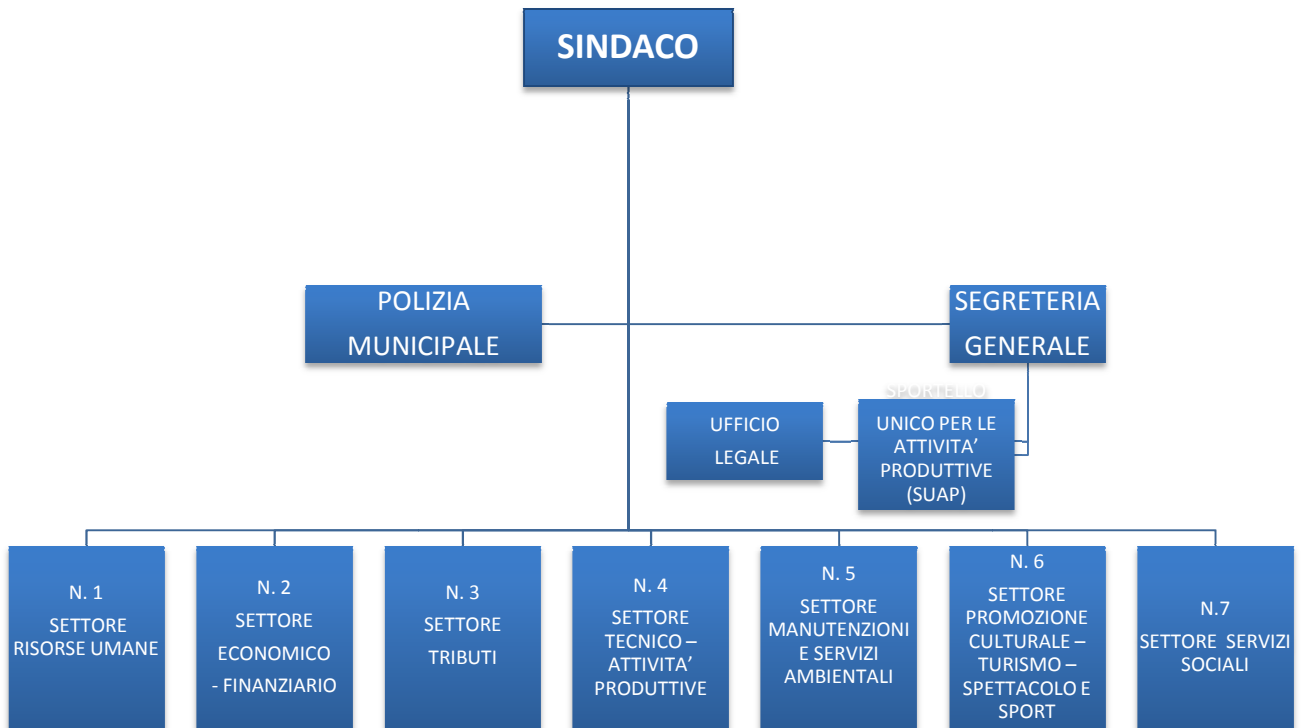 SINDACO
POLIZIA
MUNICIPALE
SEGRETERIA
GENERALE
UFFICIO
LEGALE
SPORTELLO
UNICO PER LE
ATTIVITA’
PRODUTTIVE
(SUAP)
N. 1
SETTORE
RISORSE UMANE
N. 2
SETTORE
ECONOMICO
- FINANZIARIO
N. 3
SETTORE
TRIBUTI
N. 4
SETTORE
TECNICO –
ATTIVITA’
PRODUTTIVE
N. 5
SETTORE
MANUTENZIONI
E SERVIZI
AMBIENTALI
N. 6
SETTORE
PROMOZIONE
CULTURALE –
TURISMO –
SPETTACOLO E
SPORT
N.7
SETTORE SERVIZI
SOCIALI